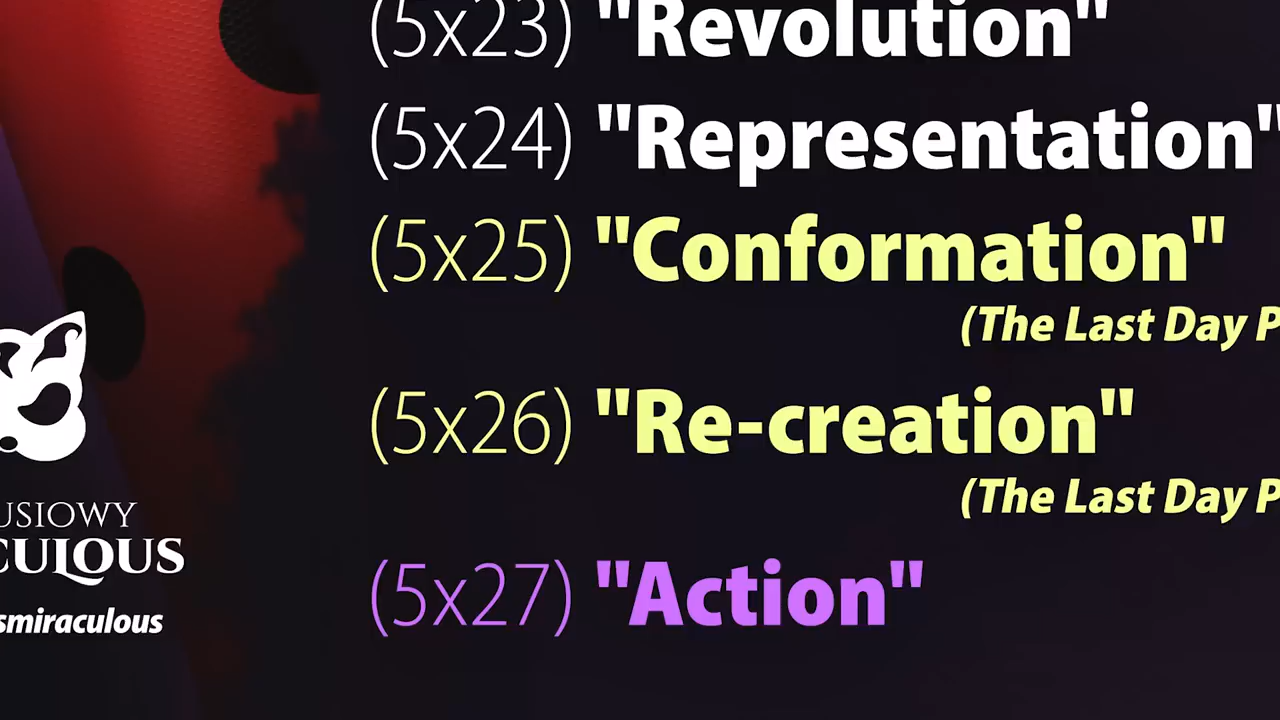 (5x23) "Revolution"
(5x24) "Representation"
(5x25) "Conformation"
(The Last Day P
(5x26) "Re-creation"
(The Last Day P
(5x27) "Action"
USIOWY
CULOUS
smiraculous